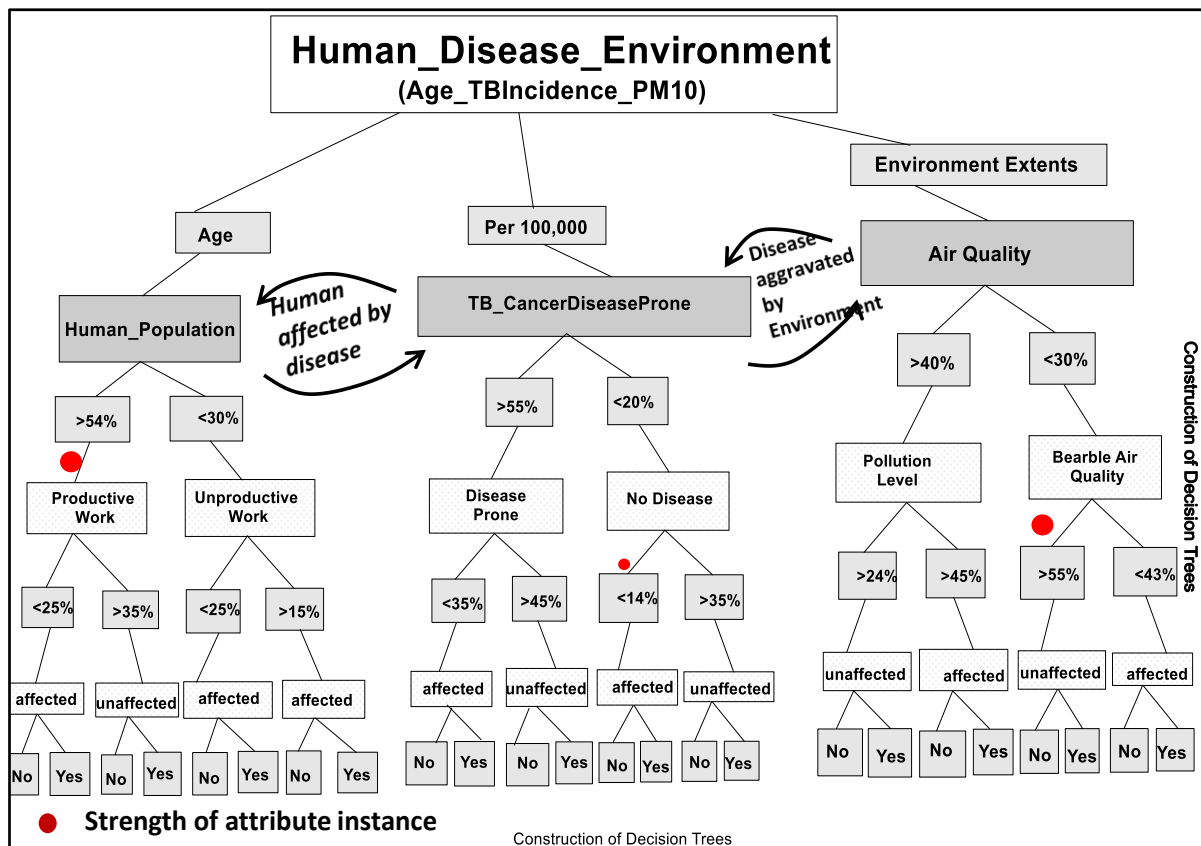 Human_Disease_Environment
(Age_TBIncidence_PM10)
Environment Extents
Per 100,000
Age
Air Quality
Disease
aggravated
by
Environment
TB_CancerDiseaseProne
Human
affected by
disease
Human_Population
>40%
<30%
>55%
<20%
>54%
<30%
Pollution
Level
Bearble Air
Quality
Productive
Work
Unproductive
Work
Disease
Prone
No Disease
>24%
>45%
>55%
<43%
<25%
>35%
<25%
>15%
<35%
>45%
<14%
>35%
affected
unaffected
affected
affected
affected
unaffected
affected
unaffected
unaffected
affected
unaffected
affected
No
Yes
No
Yes
No
Yes
No
Yes
No
Yes
No
Yes
No
Yes
No
Yes
No
Yes
No
Yes
No
Yes
No
Yes
Construction of Decision Trees
Strength of attribute instance
Construction of Decision Trees